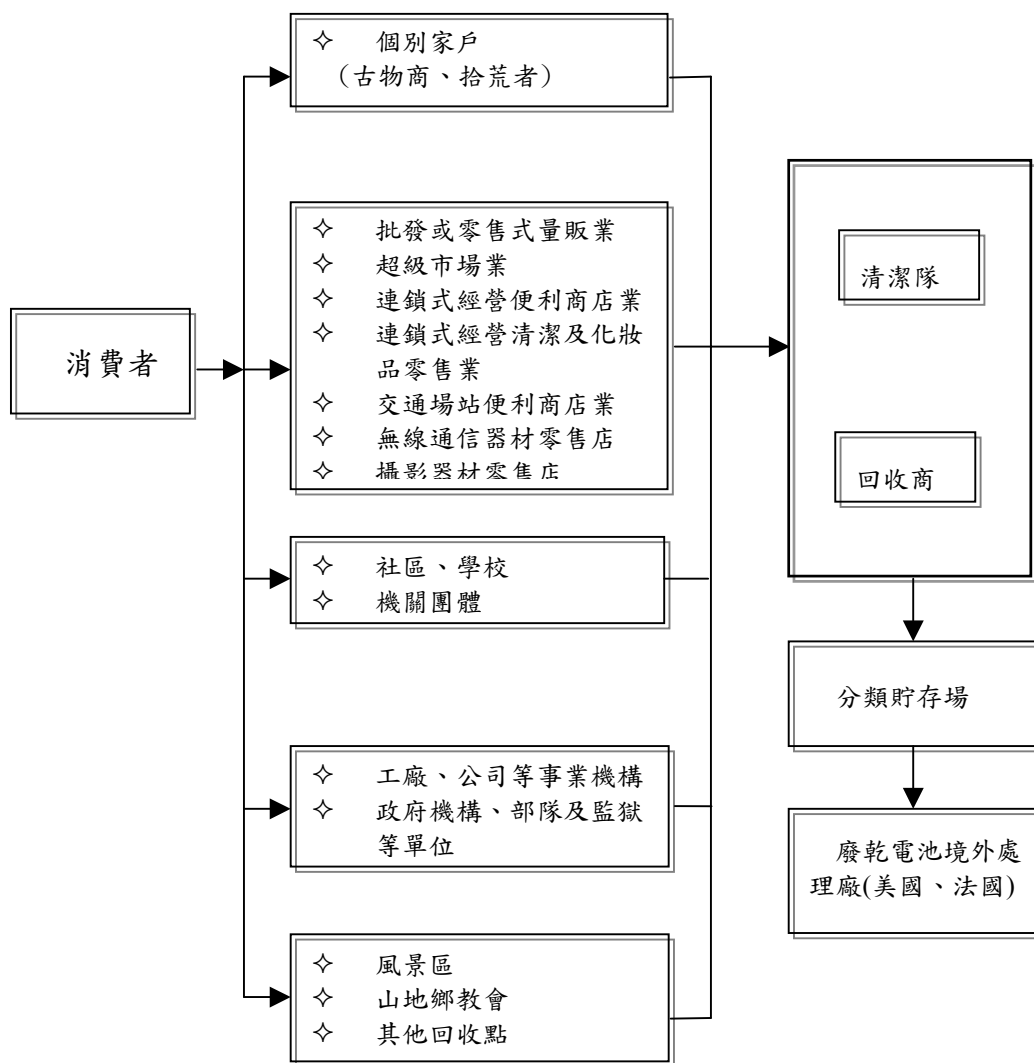 消費者
✧ 個別家戶
（古物商、拾荒者）
✧ 批發或零售式量販業
✧ 超級市場業
✧ 連鎖式經營便利商店業
✧ 連鎖式經營清潔及化妝
品零售業
✧ 交通場站便利商店業
✧ 無線通信器材零售店
✧ 攝影器材零售店
✧ 社區、學校
✧ 機關團體
✧ 工廠、公司等事業機構
✧ 政府機構、部隊及監獄
等單位
✧ 風景區
✧ 山地鄉教會
✧ 其他回收點
清潔隊
回收商
分類貯存場
廢乾電池境外處
理廠(美國、法國)